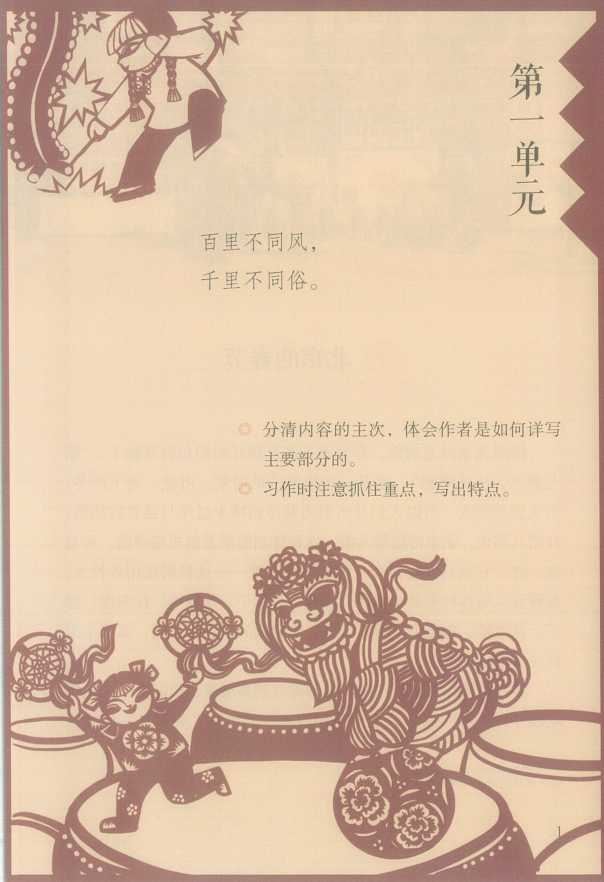 第一单元
百里不同风，
千里不同俗。
分清内容的主次，体会作者是如何详写
主要部分的。
习作时注意抓住重点，写出特点。
1